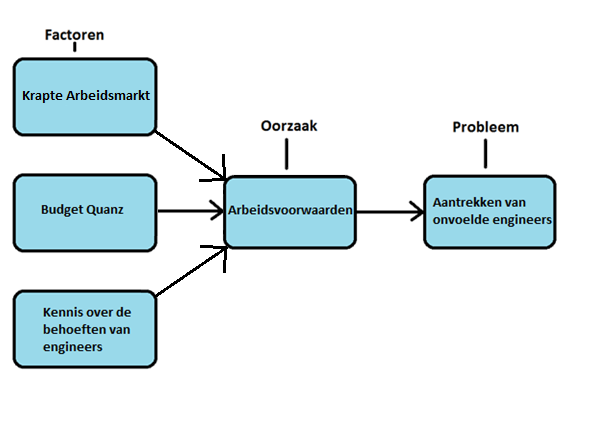 Factoren
Krapte Arbeidsmarkt
Oorzaak
Probleem
Budget Quanz
Arbeidsvoorwaarden
Aantrekken van
onvoelde engineers
Kennis over de
behoeften van
engineers